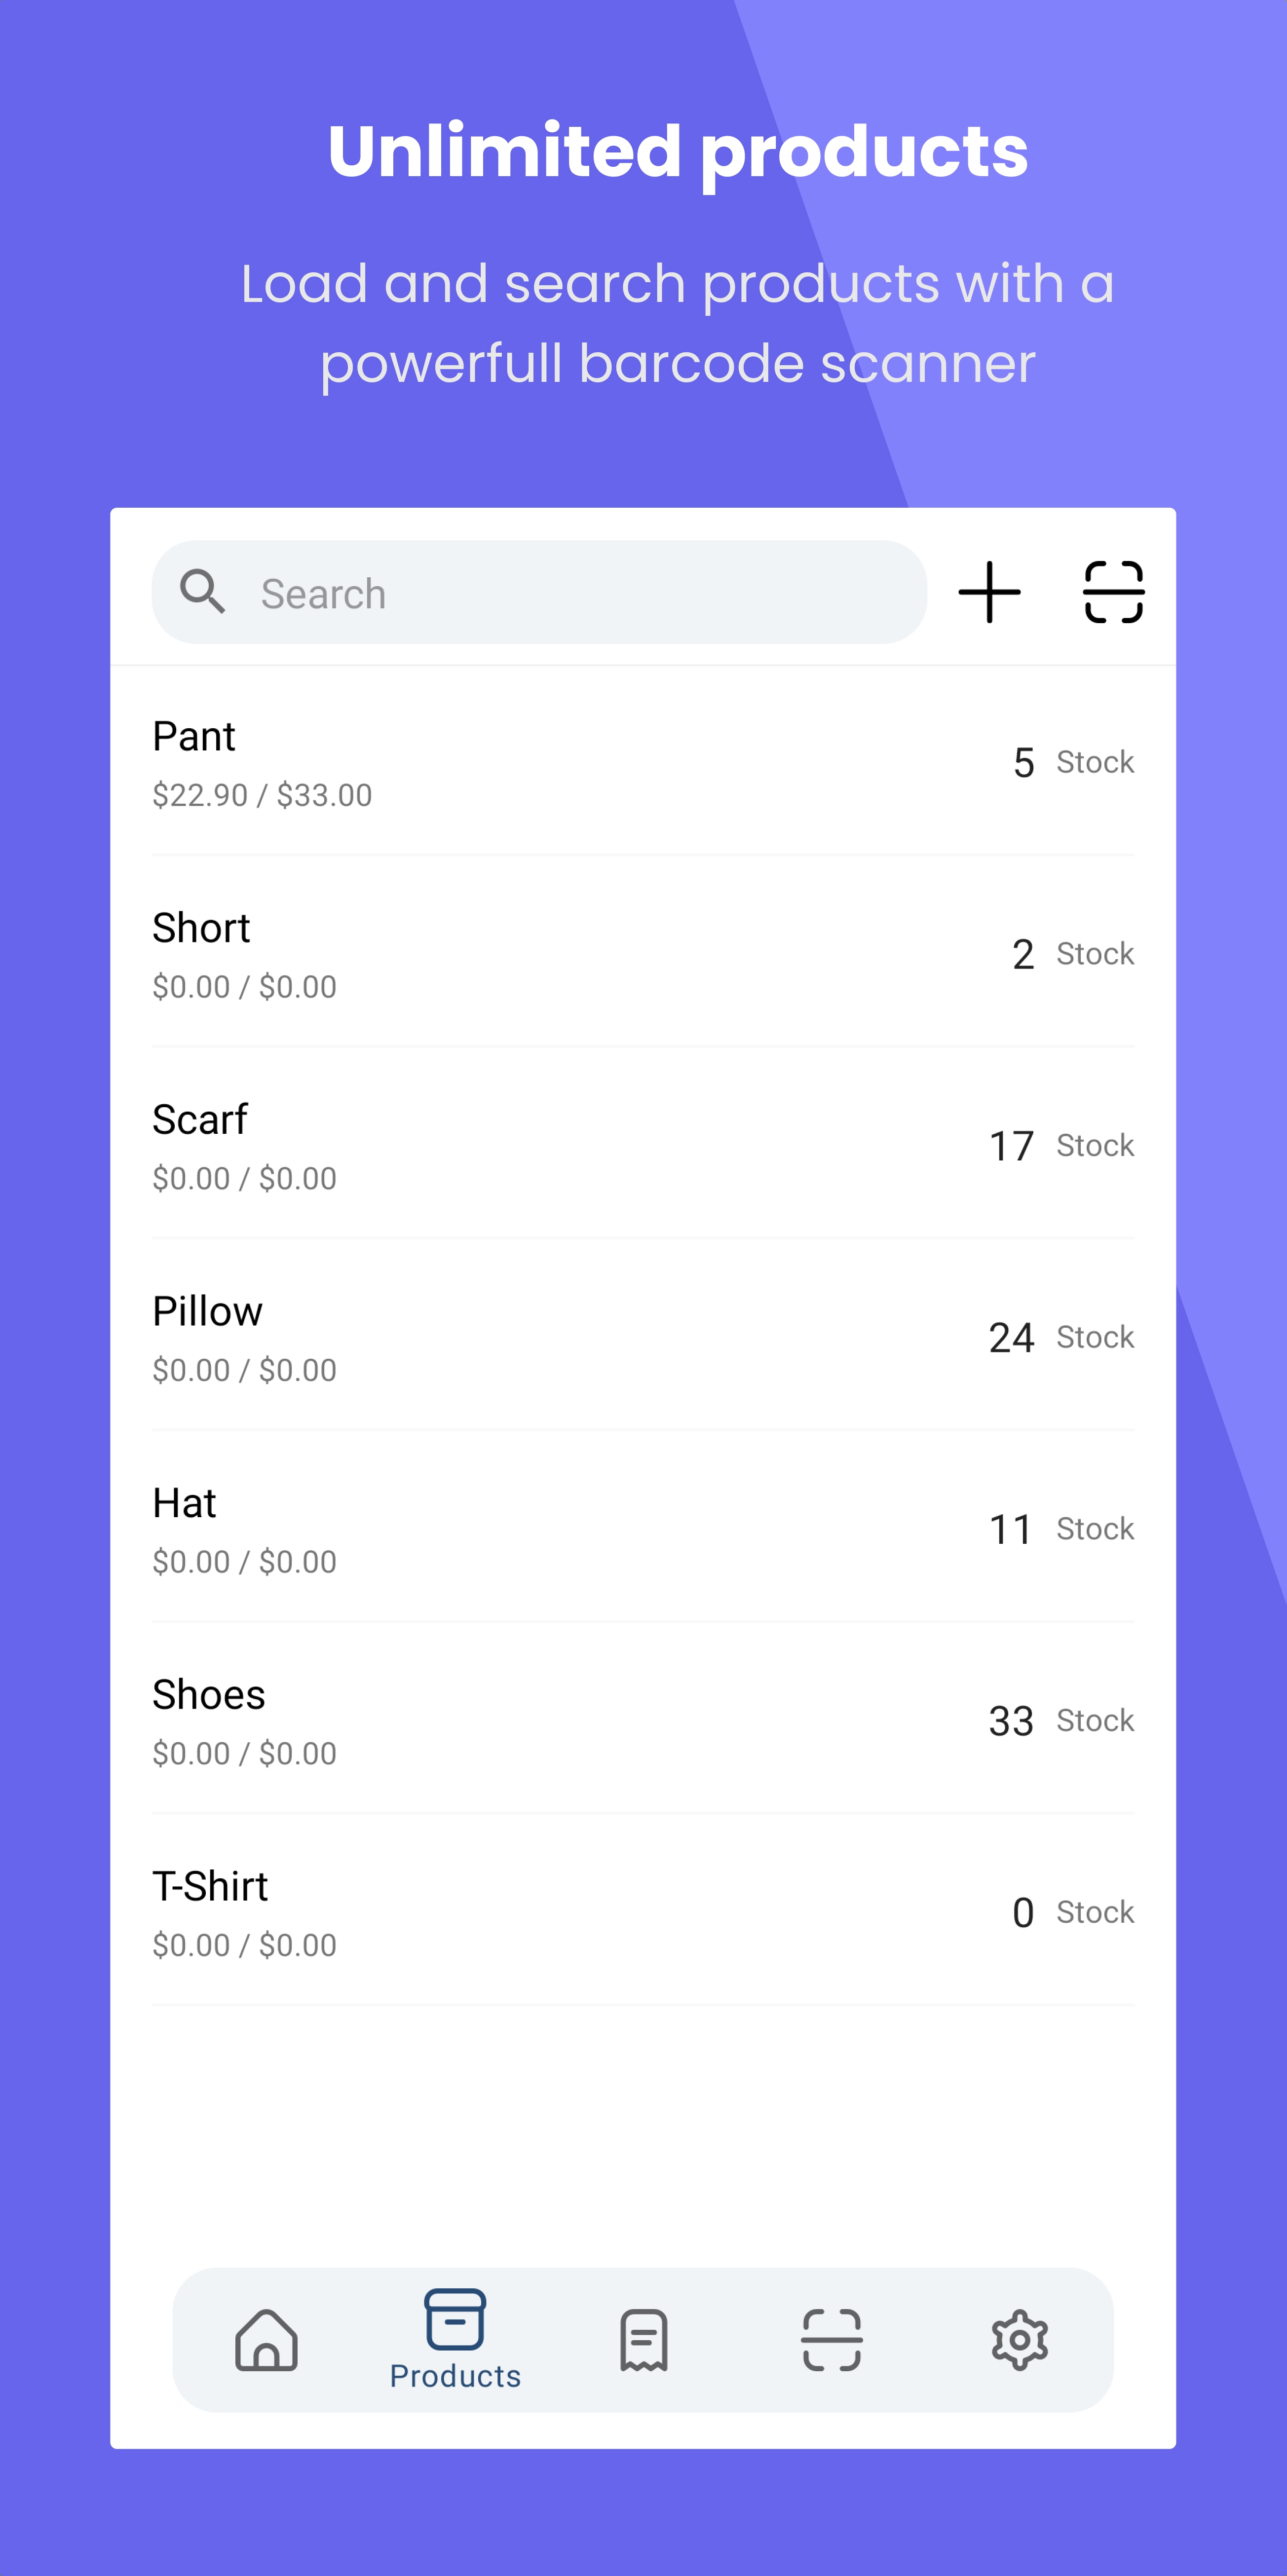 Unlimited products
Load and search products with a
powerfull barcode scanner
Search
Pant
$22.90 / $33.00
5 Stock
Short
$0.00 / $0.00
2 Stock
Scarf
$0.00 / $0.00
17 Stock
Pillow
$0.00 / $0.00
24 Stock
Hat
$0.00 / $0.00
11 Stock
Shoes
$0.00 / $0.00
33 Stock
T-Shirt
$0.00 / $0.00
0 Stock
Products